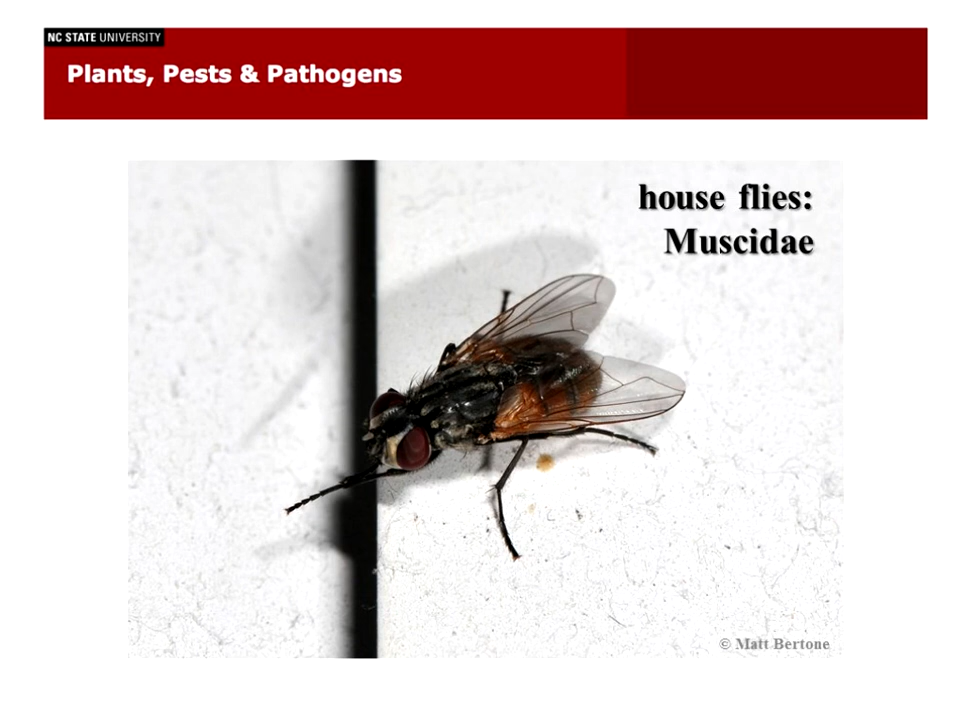 NC STATE UNIVERSITY
Plants, Pests & Pathogens
house flies:
Muscidae
© Matt Bertone